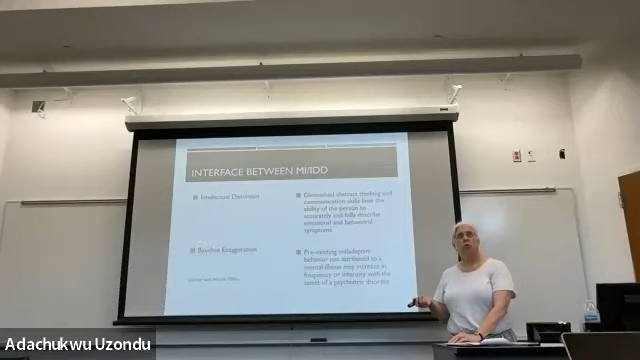 INTERFACE BETWEEN MI/IDD
Intellectual Distortion
Diminished abstract thinking and
communication skills limit the
ability of the person to
accurately and fully describe
emotional and behavioral
symptoms
Baseline Exaggeration
Pre-existing maladaptive
behavior not attributed to a
mental illness may increase in
frequency or intensity with the
onset of a psychiatric disorder
Adachukwu Uzondu